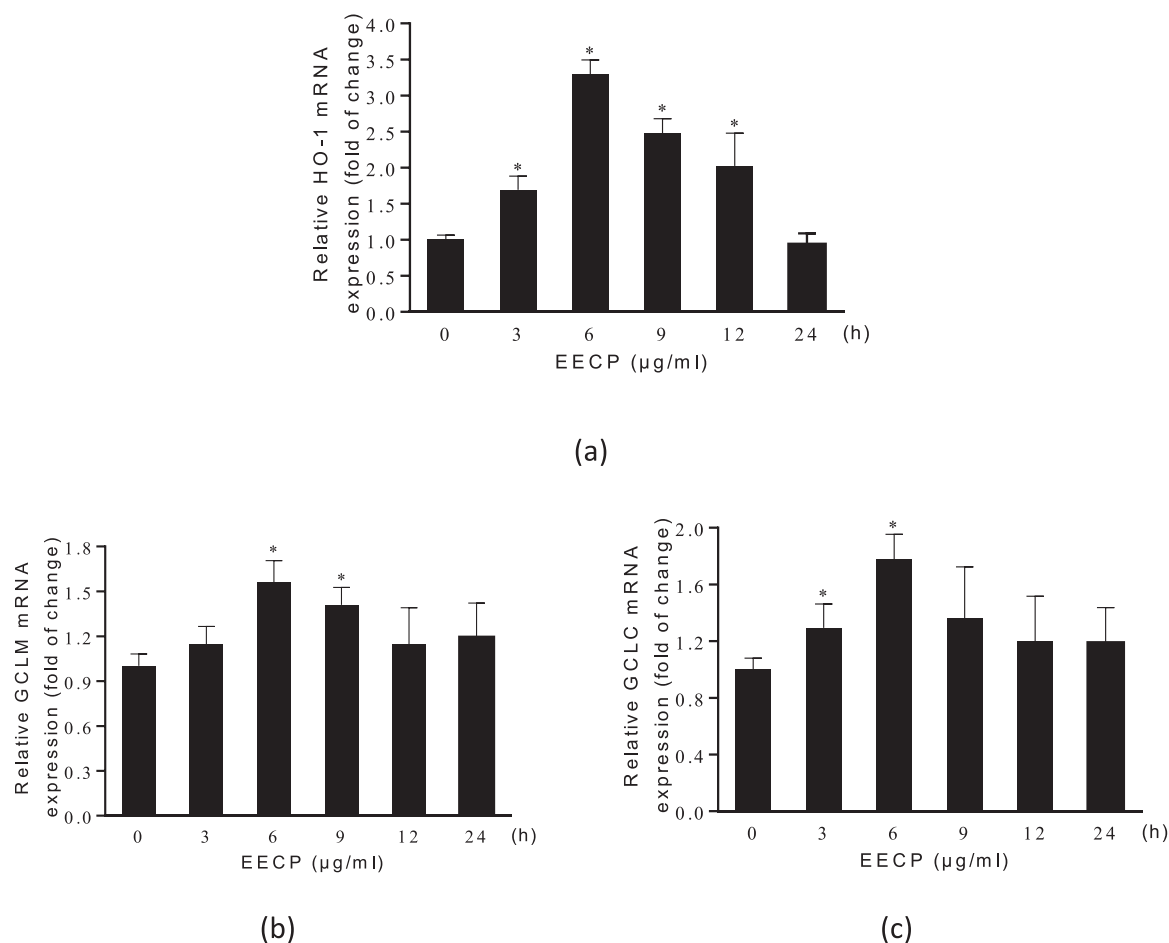 Relative HO-1 mRNA
expression (fold of change)
4.0
3.5
3.0
2.5
2.0
1.5
1.0
0.5
0.0
*
*
*
*
0 3 6 9 12 24 (h)
EECP (µg/ml)
(a)
Relative GCLM mRNA
expression (fold of change)
1.8
1.5
1.2
0.9
0.6
0.3
0.0
* *
0 3 6 9 12 24 (h)
EECP (µg/ml)
(b)
Relative GCLC mRNA
expression (fold of change)
2.0
1.6
1.2
0.8
0.4
0.0
*
*
0 3 6 9 12 24 (h)
EECP (µg/ml)
(c)